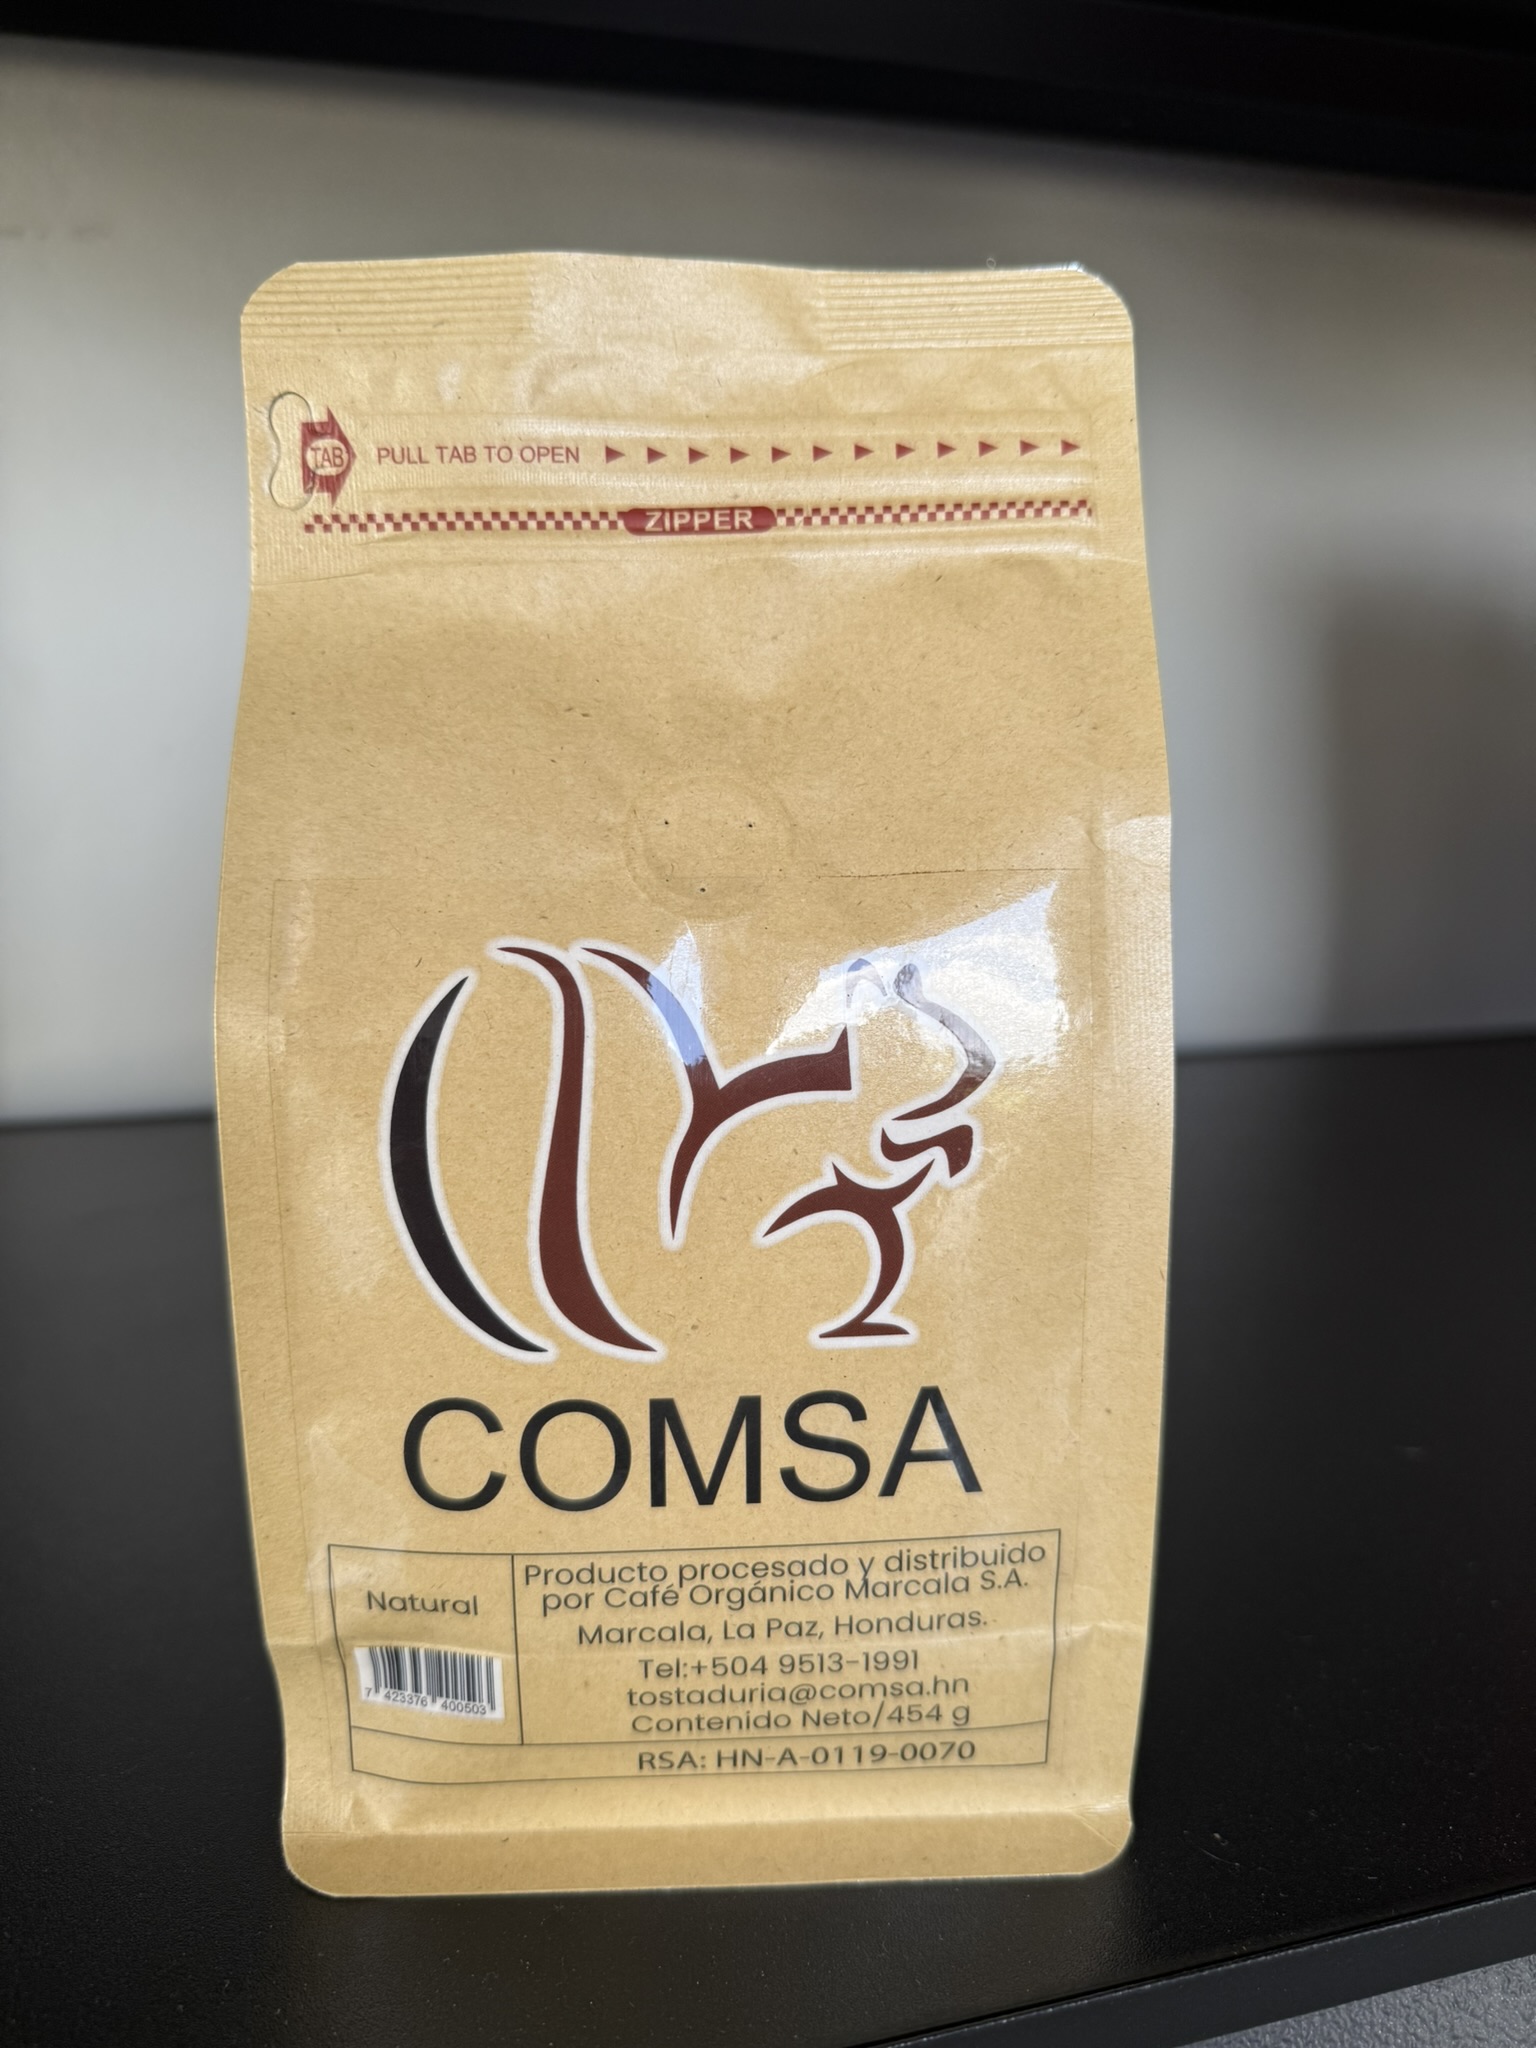 TAB PULL TAB TO OPEN
ZIPPER
COMSA
Natural
7 423376 400503
Producto procesado y distribuido
por Café Orgánico Marcala S.A.
Marcala, La Paz, Honduras.
Tel:+504 9513-1991
tostaduria@comsa.hn
Contenido Neto/454 g
RSA: HN-A-0119-0070